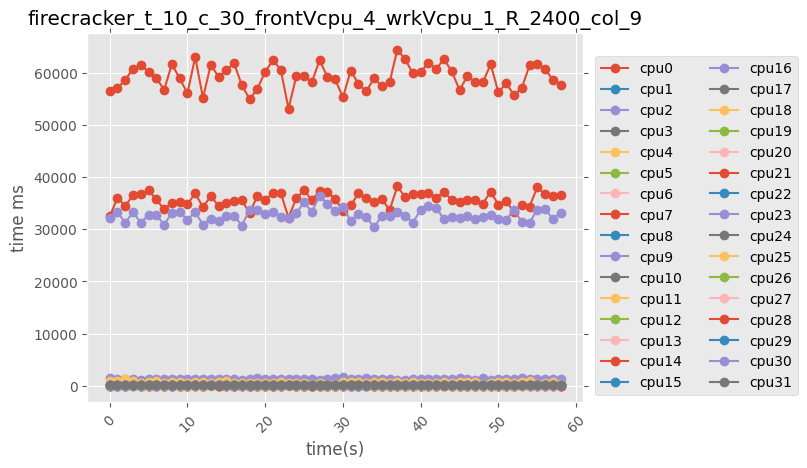 firecracker_t_10_c_30_frontVcpu_4_wrkVcpu_1_R_2400_col_9
60000
50000
40000
30000
20000
10000
0
time ms
0
10
20
30
40
50
60
time(s)
cpu0
cpu1
cpu2
cpu3
cpu4
cpu5
cpu6
cpu7
cpu8
cpu9
cpu10
cpu11
cpu12
cpu13
cpu14
cpu15
cpu16
cpu17
cpu18
cpu19
cpu20
cpu21
cpu22
cpu23
cpu24
cpu25
cpu26
cpu27
cpu28
cpu29
cpu30
cpu31